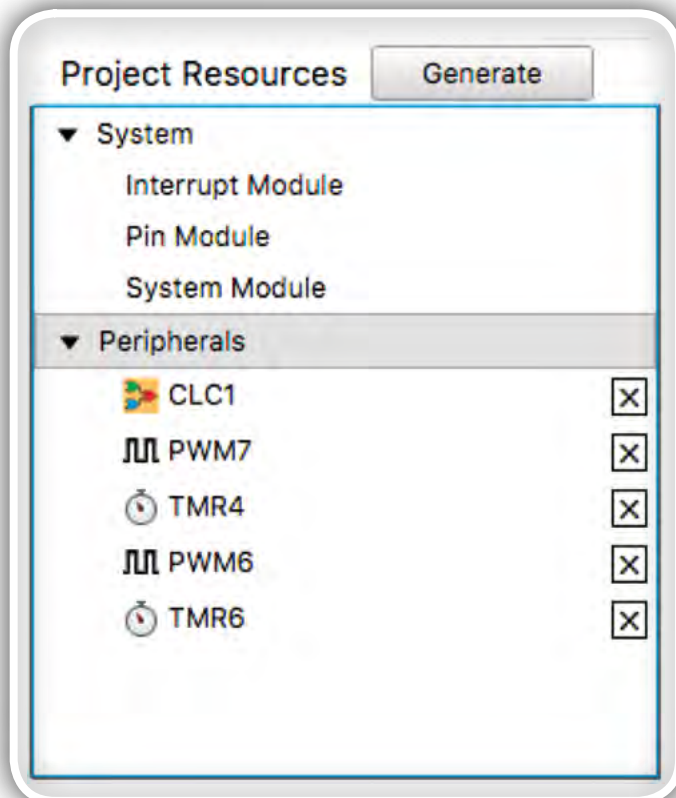 Project Resources Generate
System
Interrupt Module
Pin Module
System Module
Peripherals
CLC1
PWM7
TMR4
PWM6
TMR6